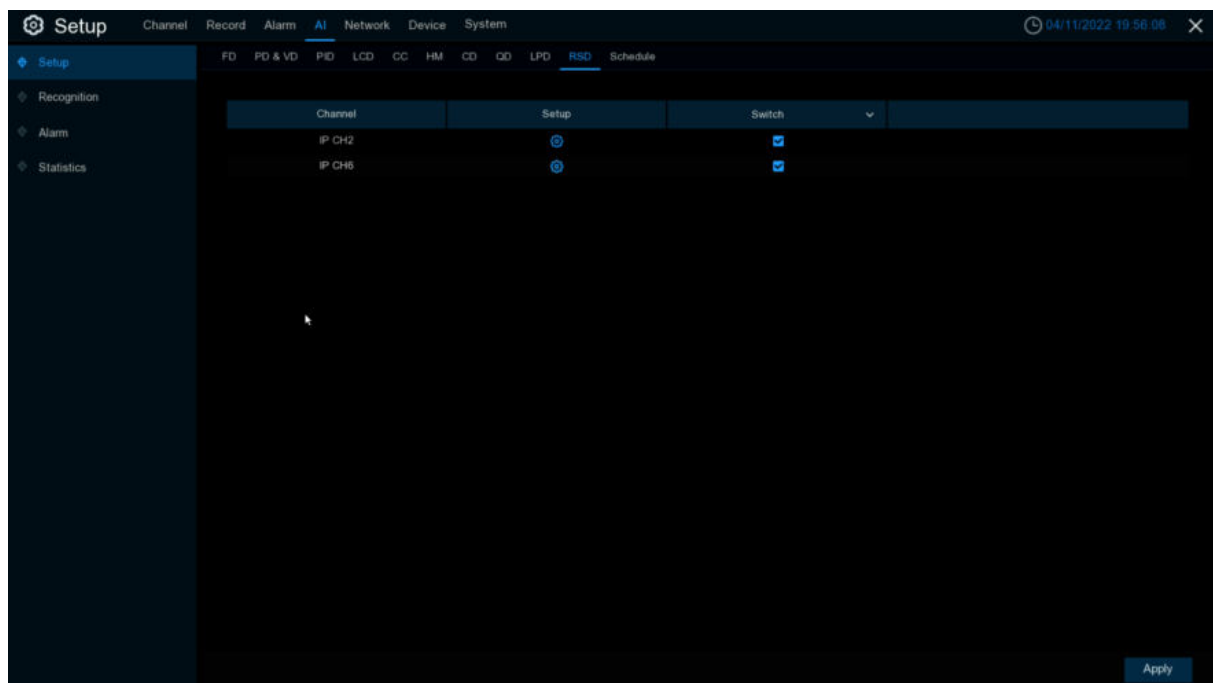 Setup Channel Record Alarm AI Network Device System 04/11/2022 19:56:08
Setup FD PD & VD PID LCD CC HM CD QD LPD RSD Schedule
Recognition
Channel Setup Switch
Alarm
IP CH2
IP CH6
Statistics
Apply